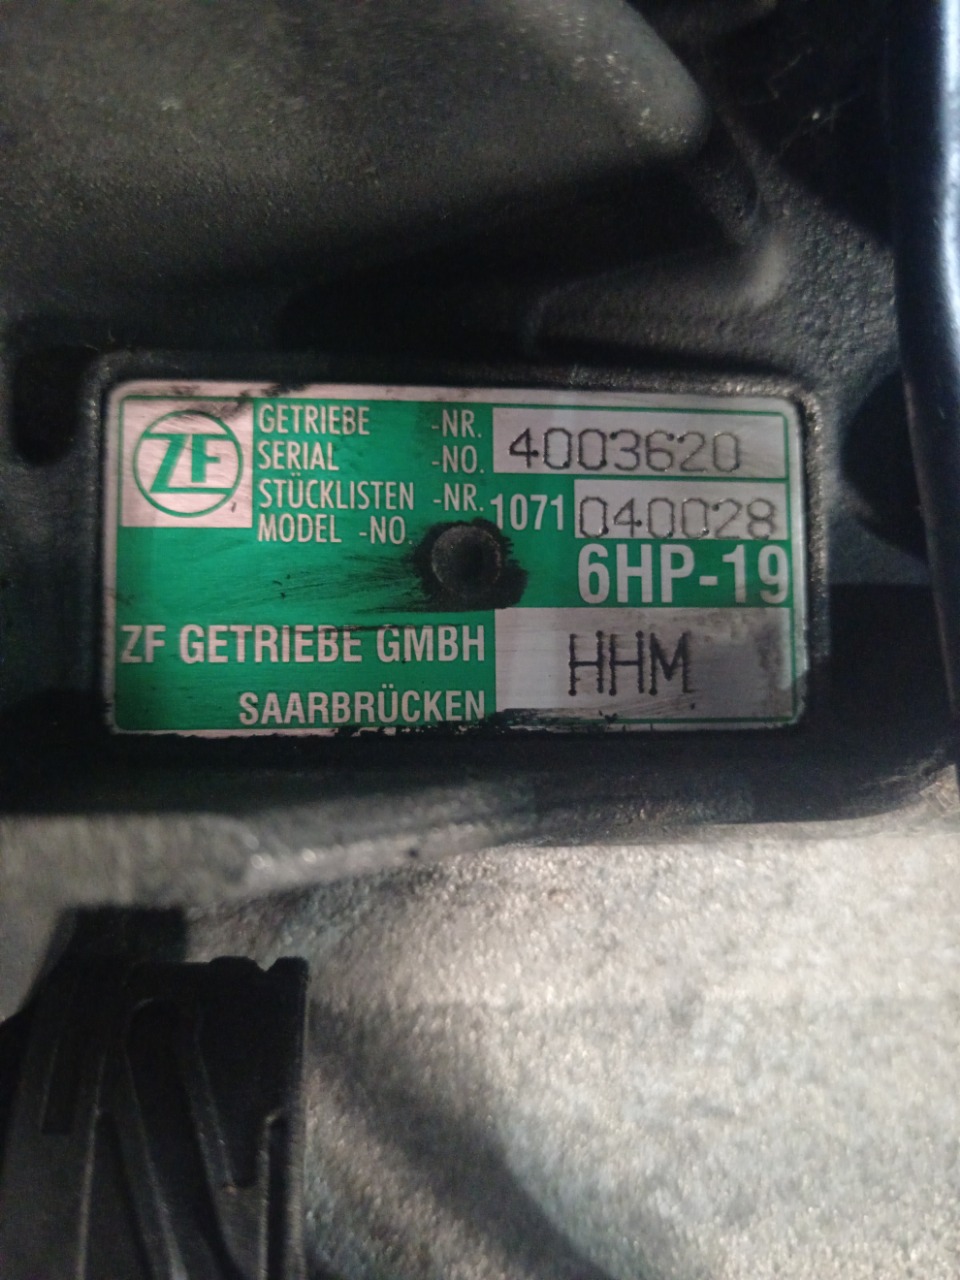 ZF
GETRIEBE -NR.
SERIAL -NO. 4003620
STÜCKLISTEN -NR.
MODEL -NO. 1071 040028
6HP-19
ZF GETRIEBE GMBH
SAARBRÜCKEN
HHM